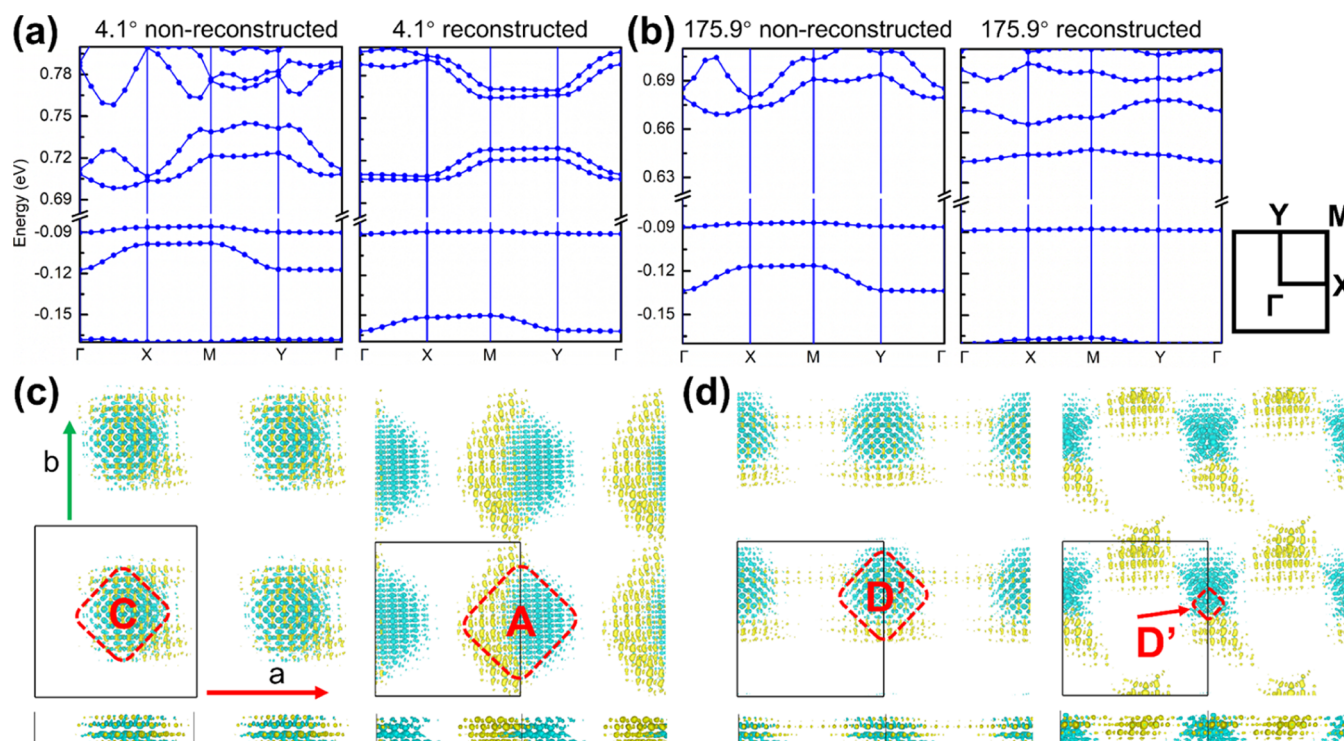 (a) 4.1° non-reconstructed 4.1° reconstructed
(b) 175.9° non-reconstructed 175.9° reconstructed
Energy (eV)
0.78
0.75
0.72
0.69
-0.09
-0.12
-0.15
Γ X M Y Γ
Γ X M Y Γ
0.69
0.66
0.63
-0.09
-0.12
-0.15
Γ X M Y Γ
Γ X M Y Γ
Y M
X
Γ
(c)
b
a
C
A
(d)
D'
D'